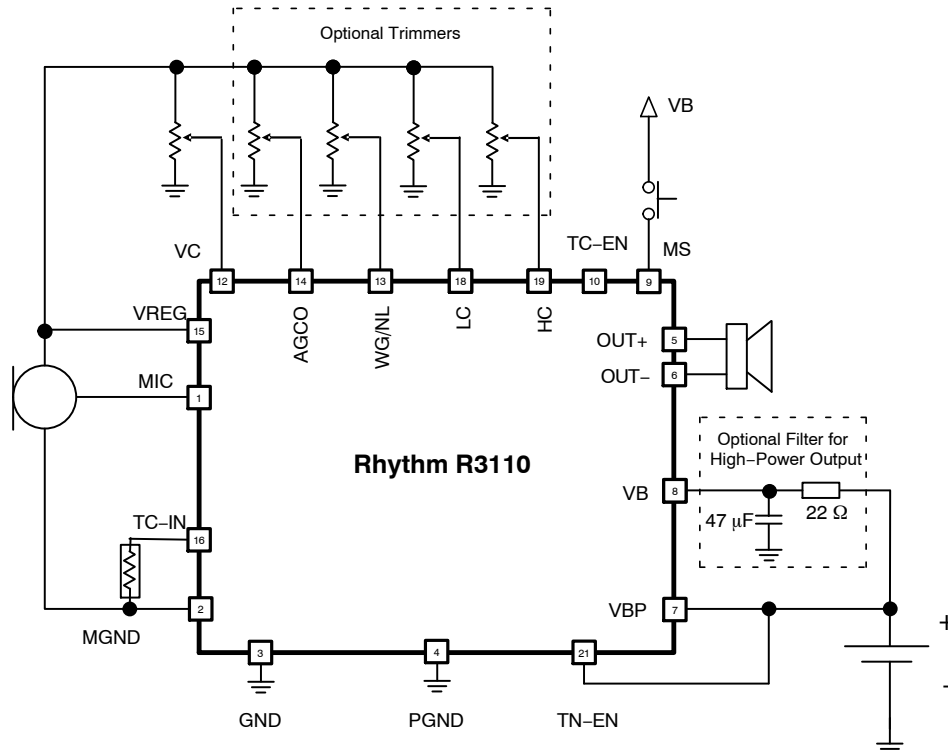 Optional Trimmers
VB
VC
TC−EN
MS
12
14
13
18
19
10
9
VREG
15
AGCO
WG/NL
LC
HC
OUT+
5
OUT−
6
MIC
1
Optional Filter for
High−Power Output
Rhythm R3110
VB
8
47 μF
22 Ω
TC−IN
16
VBP
7
2
MGND
+
-
3
4
21
GND
PGND
TN−EN